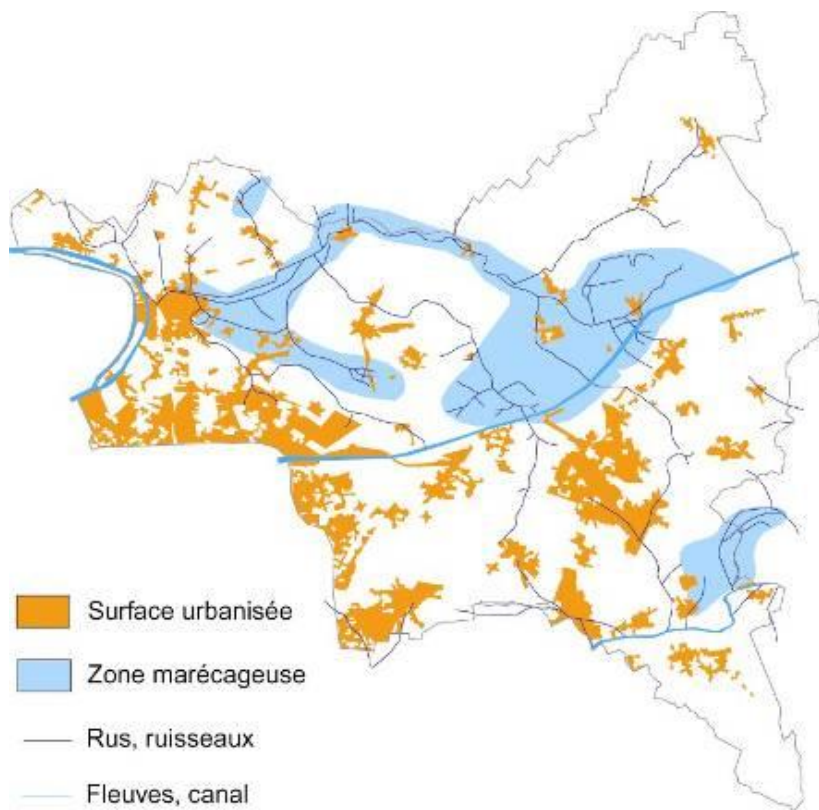 Surface urbanisée
Zone marécageuse
Rus, ruisseaux
Fleuves, canal